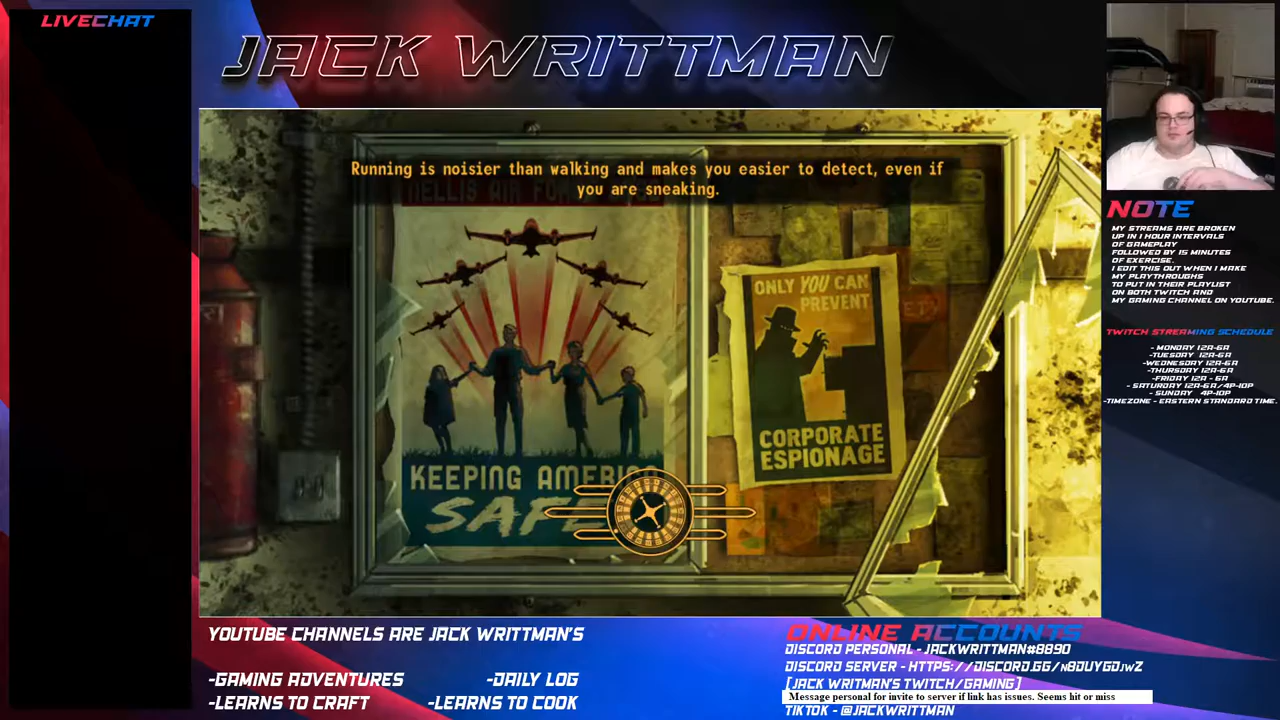 LIVECHAT
JACK WRITTMAN
Running is noisier than walking and makes you easier to detect, even if
you are sneaking.
NELLIS AIR FORCE
KEEPING AMERICA
SAFE
ONLY YOU CAN
PREVENT
CORPORATE
ESPIONAGE
NOTE
MY STREAMS ARE BROKEN
UP IN 1 HOUR INTERVALS
OF GAMEPLAY
FOLLOWED BY 15 MINUTES
OF EXERCISE.
I EDIT THIS OUT WHEN I MAKE
MY PLAYTHROUGHS
TO PUT IN THEIR PLAYLIST
ON BOTH TWITCH AND
MY GAMING CHANNEL ON YOUTUBE.
TWITCH STREAMING SCHEDULE
- MONDAY 12A-6A
-TUESDAY 12A-6A
-WEDNESDAY 12A-6A
-THURSDAY 12A-6A
-FRIDAY 12A - 6A
- SATURDAY 12A-6A/4P-10P
- SUNDAY 4P-10P
-TIMEZONE - EASTERN STANDARD TIME.
YOUTUBE CHANNELS ARE JACK WRITTMAN'S
-GAMING ADVENTURES -DAILY LOG
-LEARNS TO CRAFT -LEARNS TO COOK
ONLINE ACCOUNTS
DISCORD PERSONAL - JACKWRITTMAN#8890
DISCORD SERVER - HTTPS://DISCORD.GG/N8DUYGDJWZ
[JACK WRITMAN'S TWITCH/GAMING]
Message personal for invite to server if link has issues. Seems hit or miss
TIKTOK - @JACKWRITTMAN